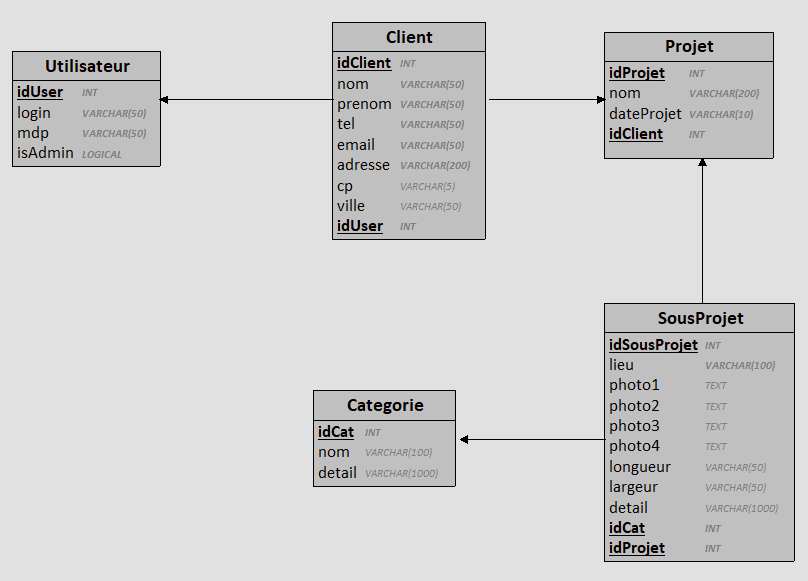 Utilisateur
idUser INT
login VARCHAR(50)
mdp VARCHAR(50)
isAdmin LOGICAL
Client
idClient INT
nom VARCHAR(50)
prenom VARCHAR(50)
tel VARCHAR(50)
email VARCHAR(50)
adresse VARCHAR(200)
cp VARCHAR(5)
ville VARCHAR(50)
idUser INT
Projet
idProjet INT
nom VARCHAR(200)
dateProjet VARCHAR(10)
idClient INT
Categorie
idCat INT
nom VARCHAR(100)
detail VARCHAR(1000)
SousProjet
idSousProjet INT
lieu VARCHAR(100)
photo1 TEXT
photo2 TEXT
photo3 TEXT
photo4 TEXT
longueur VARCHAR(50)
largeur VARCHAR(50)
detail VARCHAR(1000)
idCat INT
idProjet INT